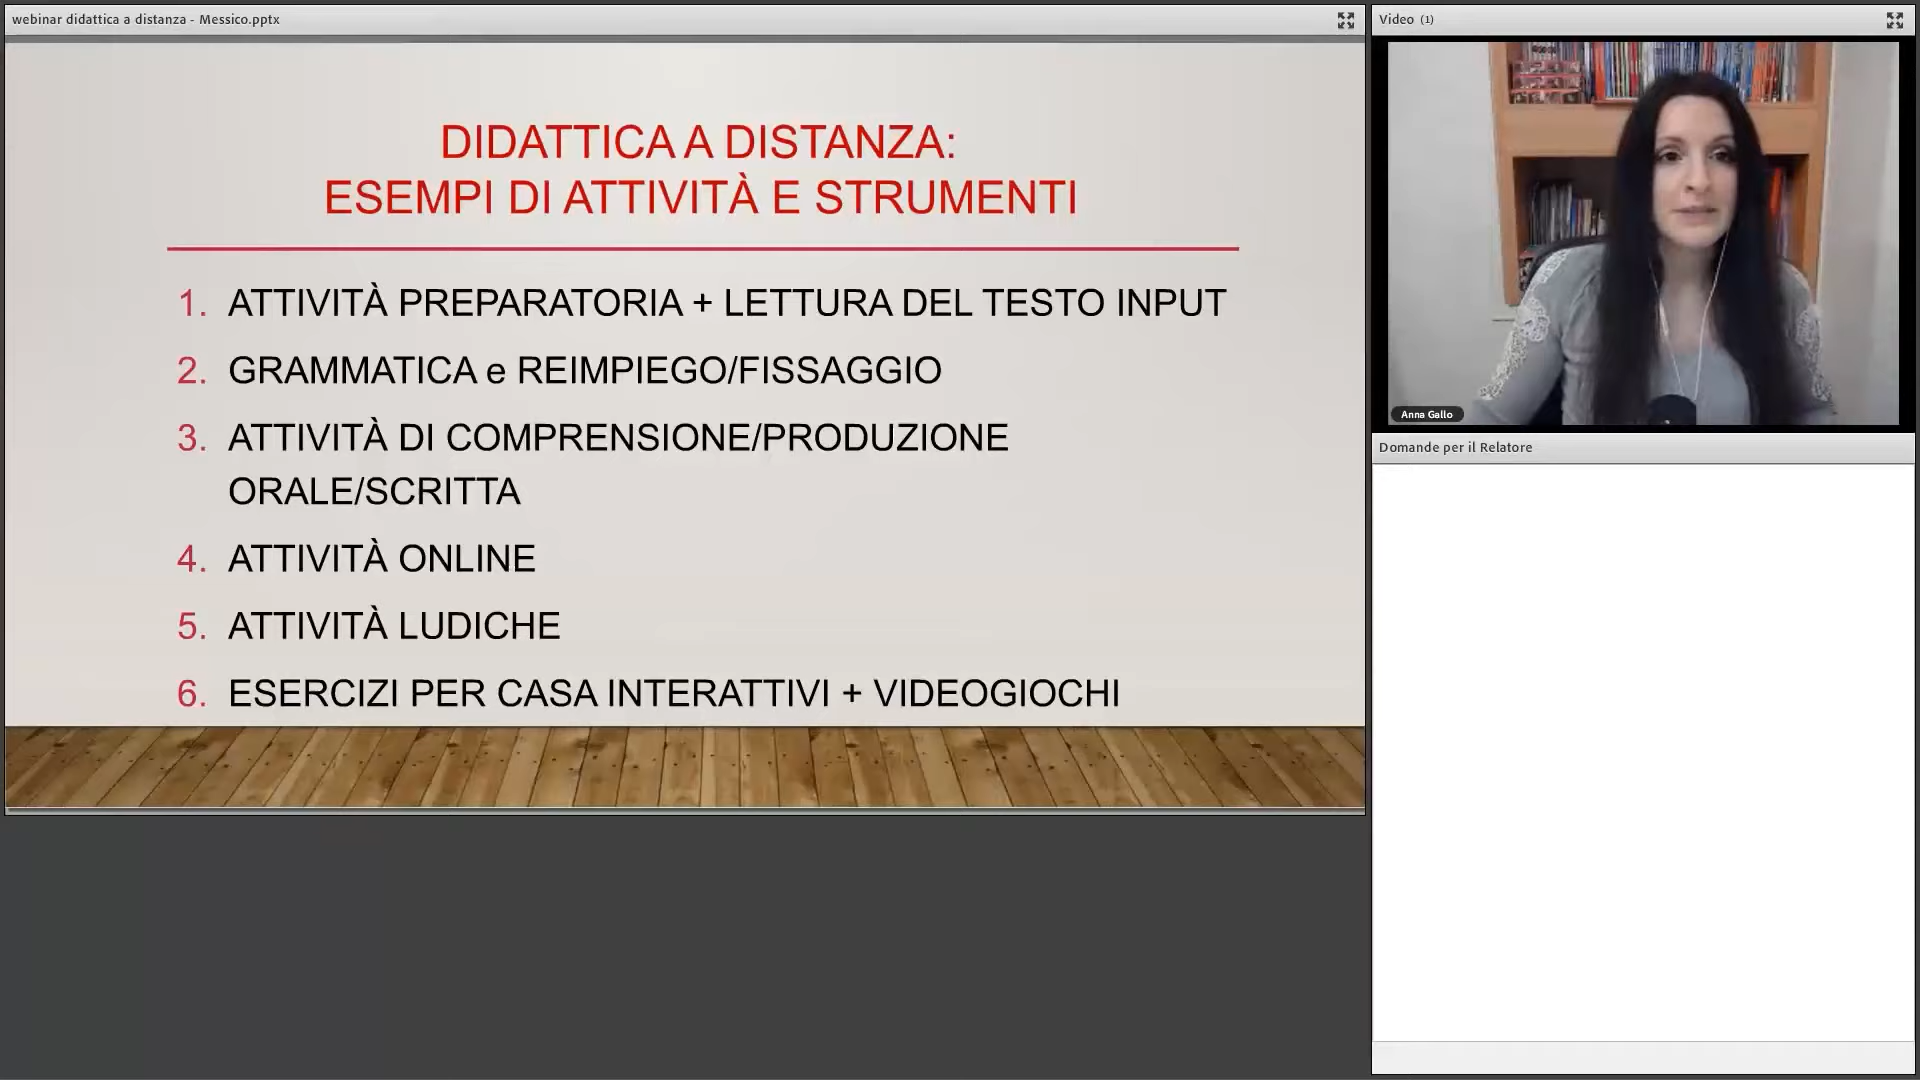 webinar didattica a distanza - Messico.pptx
DIDATTICA A DISTANZA:
ESEMPI DI ATTIVITÀ E STRUMENTI
1. ATTIVITÀ PREPARATORIA + LETTURA DEL TESTO INPUT
2. GRAMMATICA e REIMPIEGO/FISSAGGIO
3. ATTIVITÀ DI COMPRENSIONE/PRODUZIONE
ORALE/SCRITTA
4. ATTIVITÀ ONLINE
5. ATTIVITÀ LUDICHE
6. ESERCIZI PER CASA INTERATTIVI + VIDEOGIOCHI
Video (1)
Anna Gallo
Domande per il Relatore